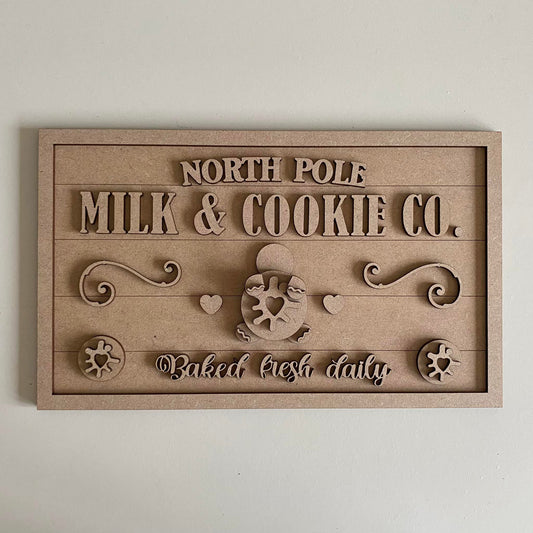 NORTH POLE
MILK & COOKIE CO.
Baked fresh daily